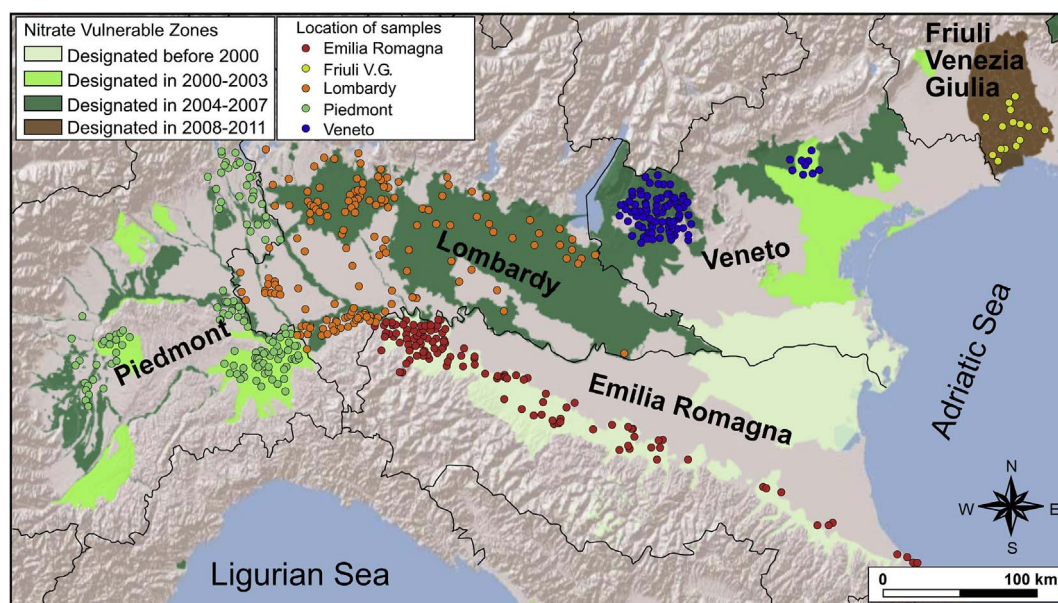 Nitrate Vulnerable Zones
Designated before 2000
Designated in 2000-2003
Designated in 2004-2007
Designated in 2008-2011
Location of samples
Emilia Romagna
Friuli V.G.
Lombardy
Piedmont
Veneto
Friuli
Venezia
Giulia
Lombardy
Veneto
Piedmont
Emilia Romagna
Adriatic Sea
Ligurian Sea
N
W
E
S
0
100 km